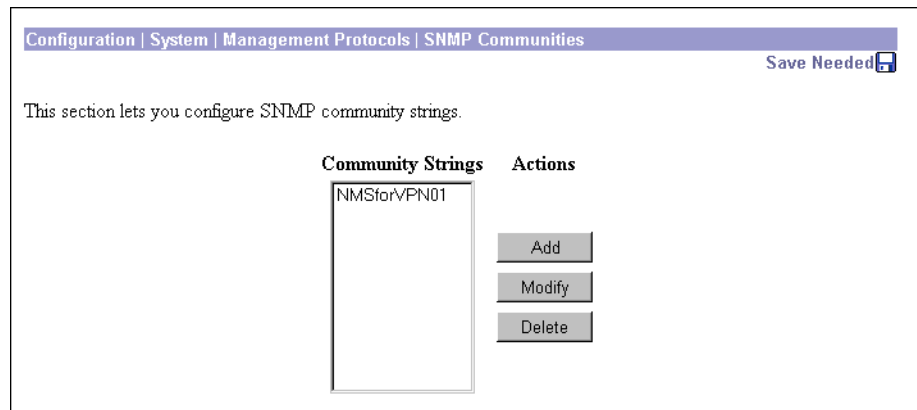 Configuration | System | Management Protocols | SNMP Communities
Save Needed
This section lets you configure SNMP community strings.
Community Strings Actions
NMSforVPN01
Add
Modify
Delete